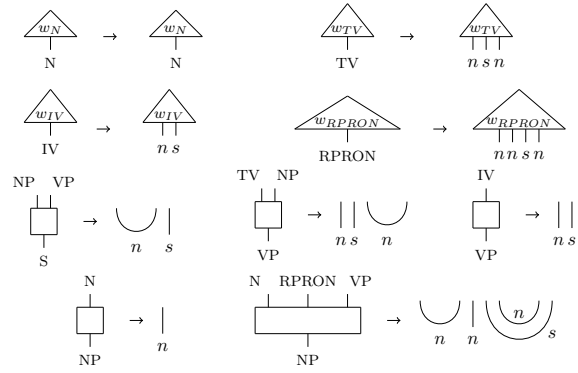 w_N → w_N w_TV → w_TV
N N TV n s n
w_IV → w_IV w_RPRON → w_RPRON
IV n s RPRON n n s n
NP VP → n s TV NP → n s n IV → n s
S VP VP
N → n N RPRON VP → n n n s
NP NP